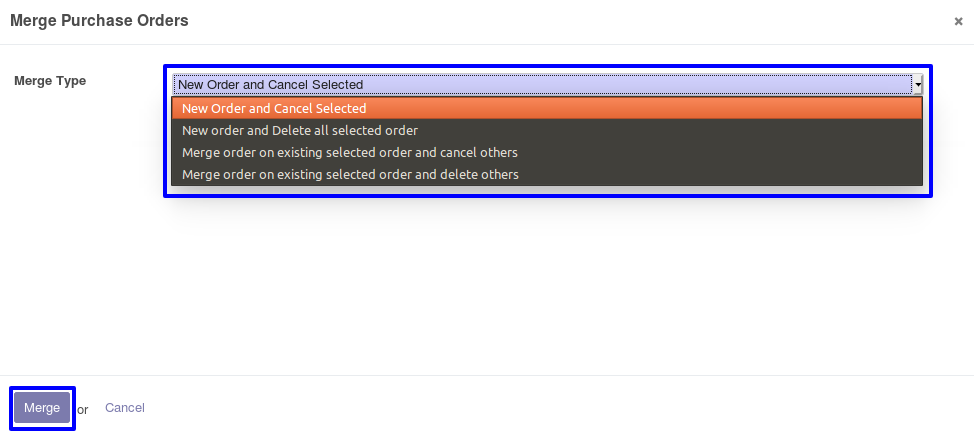 Merge Purchase Orders ×
Merge Type
New Order and Cancel Selected
New Order and Cancel Selected
New order and Delete all selected order
Merge order on existing selected order and cancel others
Merge order on existing selected order and delete others
Merge or Cancel